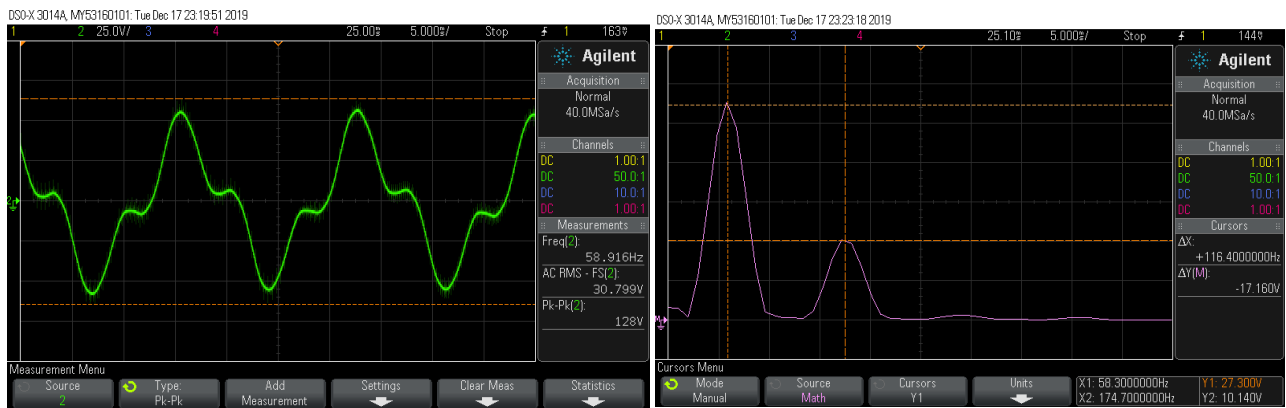 DSO-X 3014A, MY53160101: Tue Dec 17 23:19:51 2019
1 2 25.0V/ 3 4 25.00s 5.000s/ Stop 1 163V
Agilent
Acquisition
Normal
40.0MSa/s
Channels
DC 1.00:1
DC 50.0:1
DC 10.0:1
DC 1.00:1
Measurements
Freq(2):
58.916Hz
AC RMS - FS(2):
30.799V
Pk-Pk(2):
128V
2
Measurement Menu
Source
2
Type:
Pk-Pk
Add
Measurement
Settings
Clear Meas
Statistics
DSO-X 3014A, MY53160101: Tue Dec 17 23:23:18 2019
1 2 3 4 25.10s 5.000s/ Stop 1 144V
Agilent
Acquisition
Normal
40.0MSa/s
Channels
DC 1.00:1
DC 50.0:1
DC 10.0:1
DC 1.00:1
Cursors
ΔX:
+116.4000000Hz
ΔY(M):
-17.160V
M
Cursors Menu
Mode
Manual
Source
Math
Cursors
Y1
Units
X1: 58.3000000Hz
X2: 174.7000000Hz
Y1: 27.300V
Y2: 10.140V